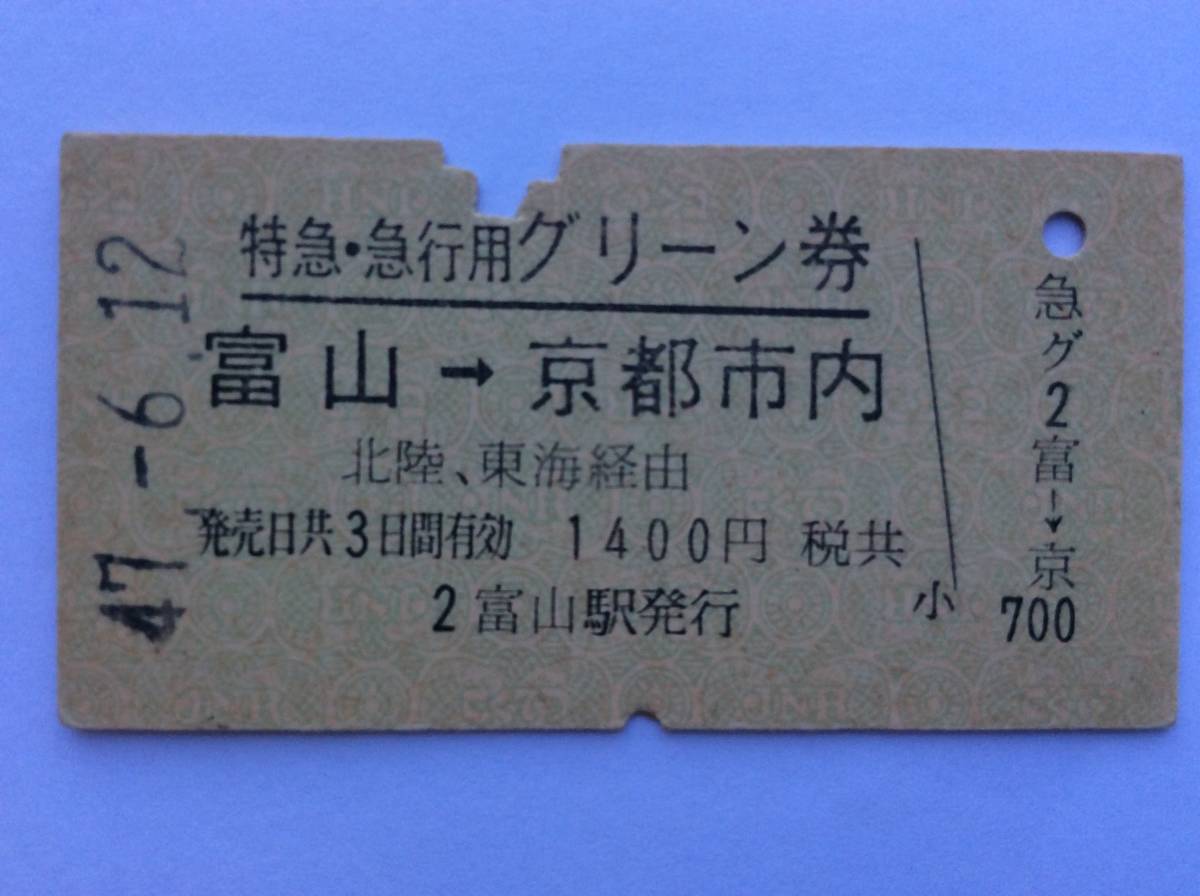 47-6.12
特急・急行用グリーン券
富山→京都市内
北陸、東海経由
発売日共3日間有効 1400円 税共
2富山駅発行
小
急グ2富→京
700